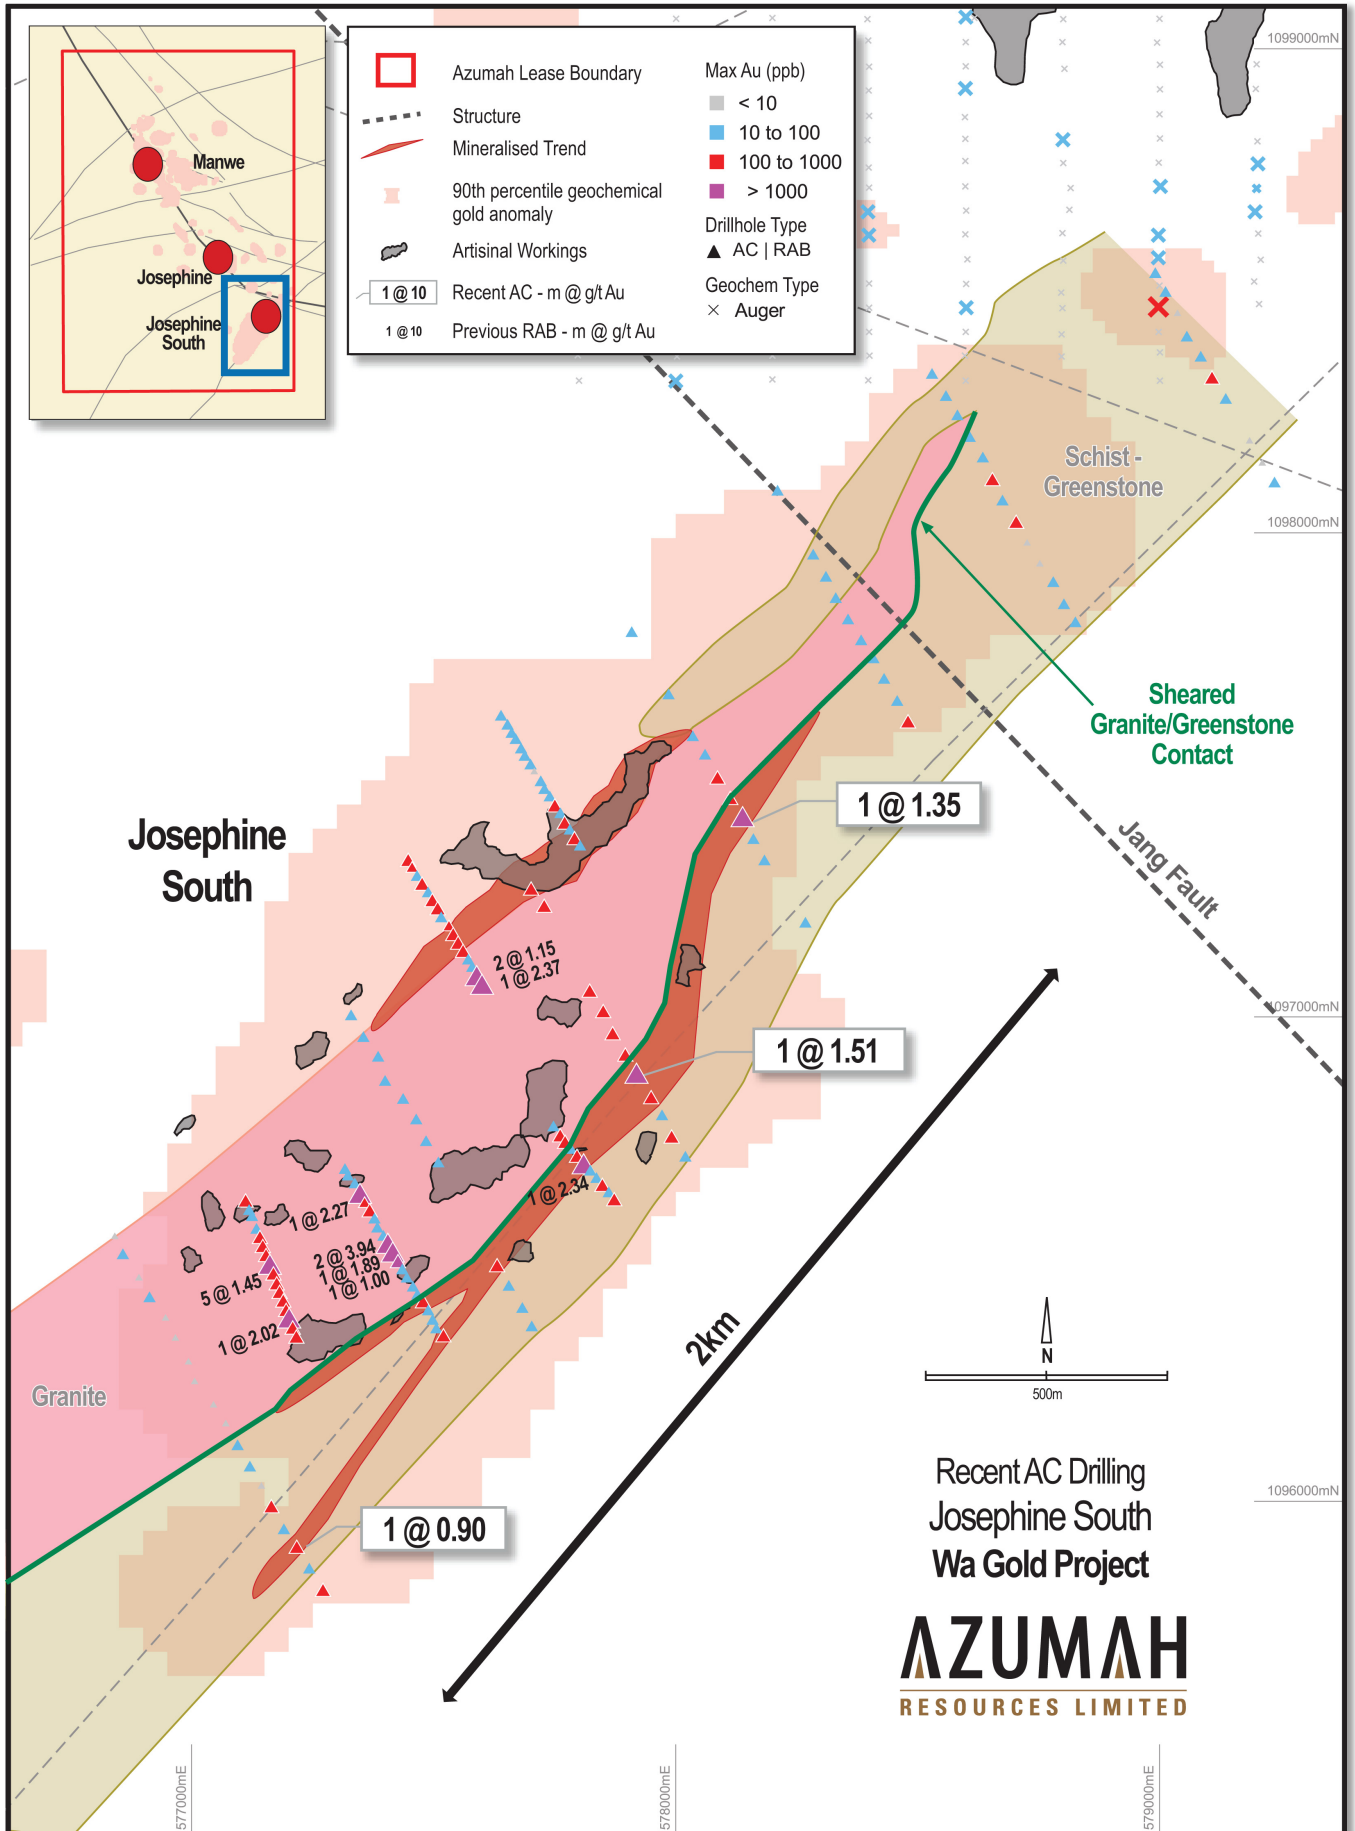 Manwe
Josephine
Josephine
South
Azumah Lease Boundary
Structure
Mineralised Trend
90th percentile geochemical
gold anomaly
Artisinal Workings
1 @ 10 Recent AC - m @ g/t Au
1 @ 10 Previous RAB - m @ g/t Au
Max Au (ppb)
< 10
10 to 100
100 to 1000
> 1000
Drillhole Type
AC | RAB
Geochem Type
Auger
1099000mN
Schist -
Greenstone
1098000mN
Sheared
Granite/Greenstone
Contact
1 @ 1.35
Jang Fault
Josephine
South
2 @ 1.15
1 @ 2.37
1097000mN
1 @ 1.51
1 @ 2.34
1 @ 2.27
2 @ 3.94
1 @ 1.89
1 @ 1.00
5 @ 1.45
1 @ 2.02
2km
N
500m
Granite
1 @ 0.90
Recent AC Drilling
Josephine South
Wa Gold Project
1096000mN
AZUMAH
RESOURCES LIMITED
577000mE
578000mE
579000mE